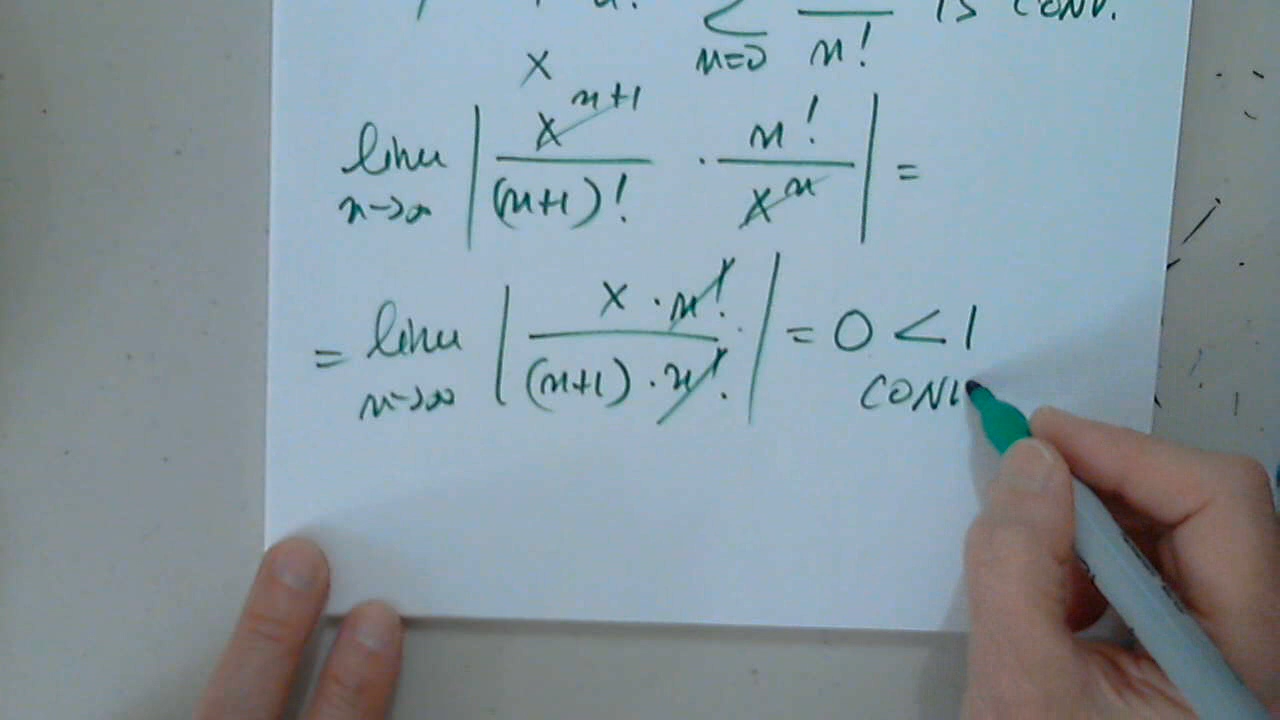 ∑ n=0 n! is CONV.
x
lim n→∞ | x^(n+1) / (n+1)! · n! / x^n | =
= lim n→∞ | x · n! / (n+1) · n! | = 0 < 1
CONV